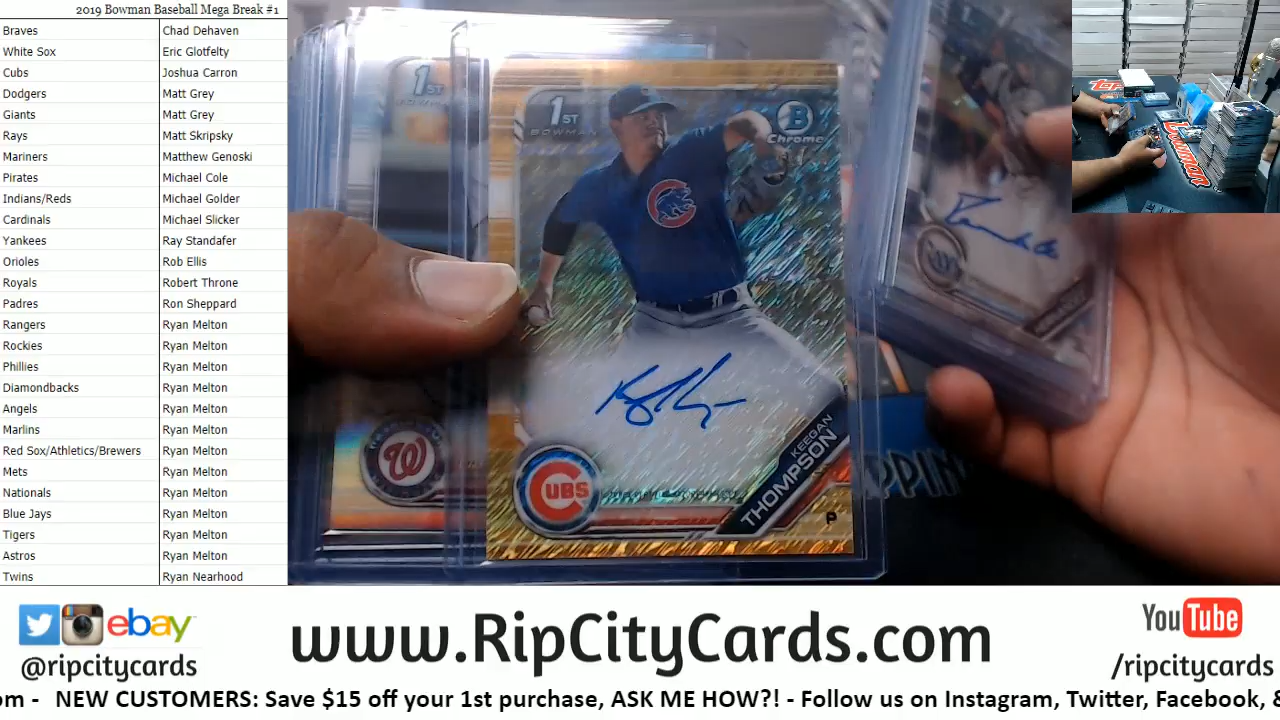 2019 Bowman Baseball Mega Break #1
Braves Chad Dehaven
White Sox Eric Glotfelty
Cubs Joshua Carron
Dodgers Matt Grey
Giants Matt Grey
Rays Matt Skripsky
Mariners Matthew Genoski
Pirates Michael Cole
Indians/Reds Michael Golder
Cardinals Michael Slicker
Yankees Ray Standafer
Orioles Rob Ellis
Royals Robert Throne
Padres Ron Sheppard
Rangers Ryan Melton
Rockies Ryan Melton
Phillies Ryan Melton
Diamondbacks Ryan Melton
Angels Ryan Melton
Marlins Ryan Melton
Red Sox/Athletics/Brewers Ryan Melton
Mets Ryan Melton
Nationals Ryan Melton
Blue Jays Ryan Melton
Tigers Ryan Melton
Astros Ryan Melton
Twins Ryan Nearhood
1ST
1ST
BOWMAN
B
Chrome
C
W
CUBS
KEEGAN
THOMPSON
P
PPIN
Bowman
ebay
@ripcitycards
www.RipCityCards.com
YouTube
/ripcitycards
om - NEW CUSTOMERS: Save $15 off your 1st purchase, ASK ME HOW?! - Follow us on Instagram, Twitter, Facebook, &